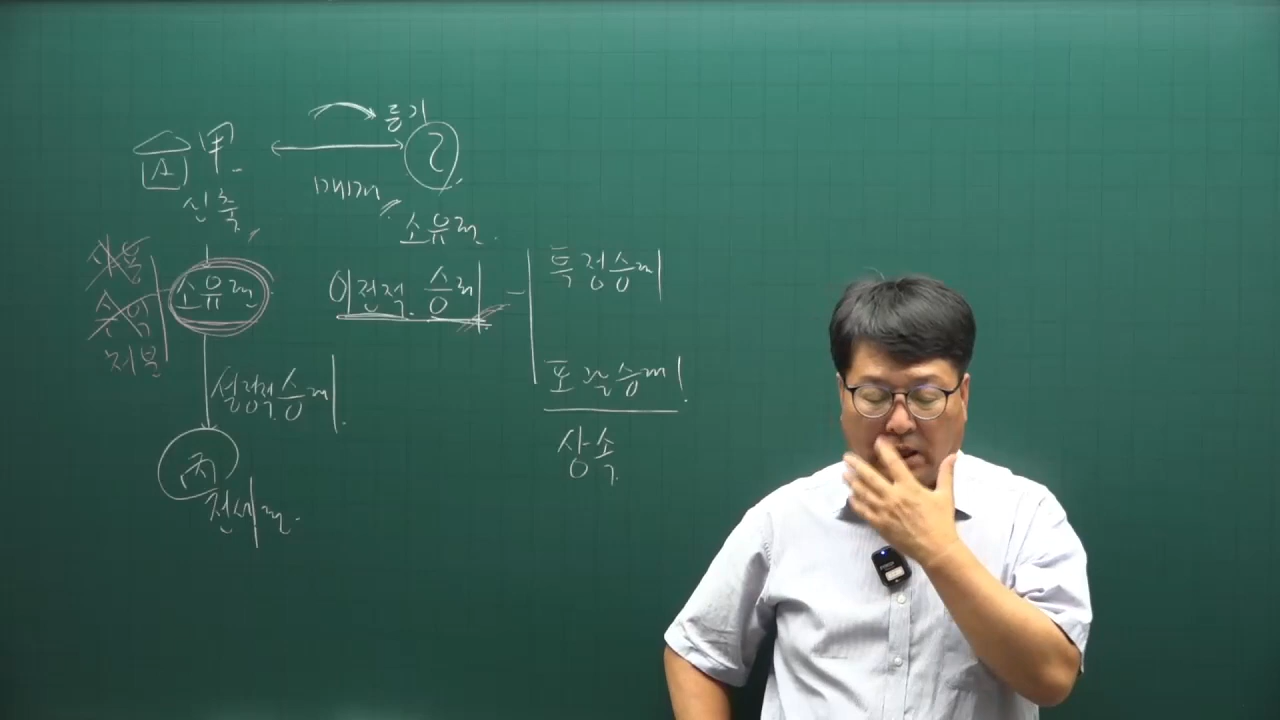 등기
A 甲 乙
매매
신축
소유권
사용
수익
처분
소유권
이전적 승계
특정승계
포괄승계
설정적 승계
상속
丙
전세권